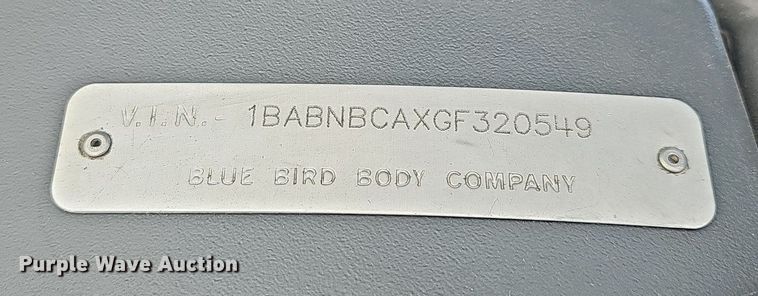 V.I.N.- 1BABNBCAXGF320549
BLUE BIRD BODY COMPANY
Purple Wave Auction